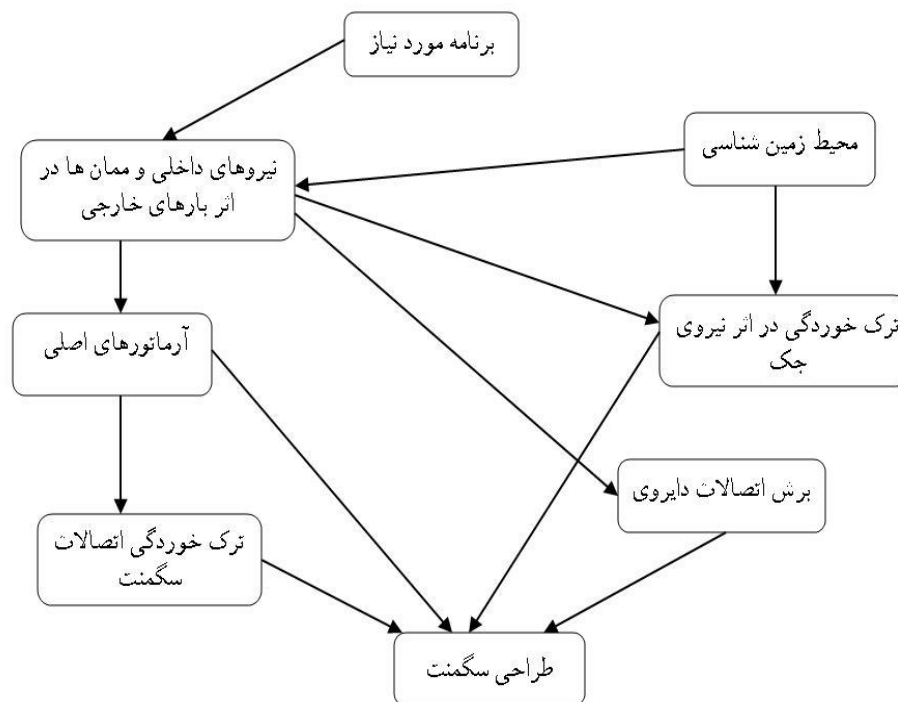 برنامه مورد نیاز
محیط زمین شناسی
نیروهای داخلی و ممان ها در
اثر بارهای خارجی
ترک خوردگی در اثر نیروی
جک
آرماتورهای اصلی
برش اتصالات دایروی
ترک خوردگی اتصالات
سگمنت
طراحی سگمنت